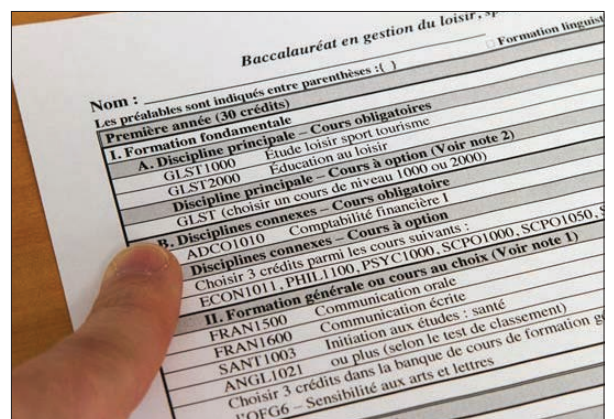 Baccalauréat en gestion du loisir,
Formation linguist
Nom :
Les préalables sont indiqués entre parenthèses :( )
Première année (30 crédits)
I. Formation fondamentale
A. Discipline principale – Cours obligatoires
GLST1000 Étude loisir sport tourisme
GLST2000 Éducation au loisir
Discipline principale – Cours à option (Voir note 2)
GLST (choisir un cours de niveau 1000 ou 2000)
B. Disciplines connexes – Cours obligatoire
ADCO1010 Comptabilité financière I
Disciplines connexes – Cours à option
Choisir 3 crédits parmi les cours suivants :
ECON1011, PHIL1100, PSYC1000, SCPO1000, SCPO1050,
II. Formation générale ou cours au choix (Voir note 1)
FRAN1500 Communication orale
FRAN1600 Communication écrite
SANT1003 Initiation aux études : santé
ANGL1021 ou plus (selon le test de classement)
Choisir 3 crédits dans la banque de cours de formation
l'OFG6 – Sensibilité aux arts et lettres